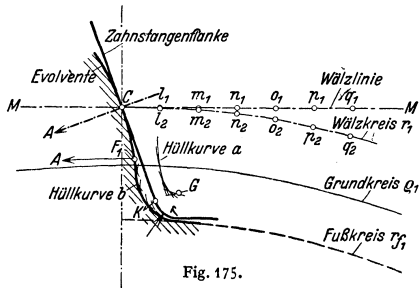 Zahnstangenflanke
Evolvente
C
l₁ m₁ n₁ o₁ p₁ q₁
Wälzlinie
M M
l₂ m₂ n₂ o₂ p₂ q₂
Wälzkreis r₁
A
F₁
Hüllkurve a
A
G
Grundkreis ϱ₁
Hüllkurve b
K
Fußkreis r_f₁
Fig. 175.